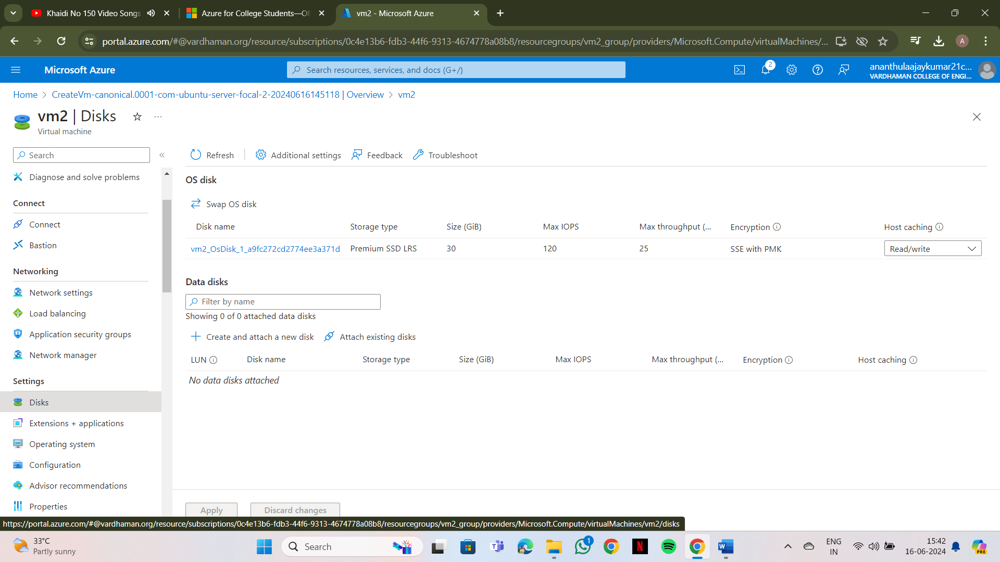 Khaidi No 150 Video Songs
Azure for College Students—Of
vm2 - Microsoft Azure
portal.azure.com/#@vardhaman.org/resource/subscriptions/0c4e13b6-fdb3-44f6-9313-4674778a08b8/resourcegroups/vm2_group/providers/Microsoft.Compute/virtualMachines/...
A
Microsoft Azure
Search resources, services, and docs (G+/)
2
ananthulaajaykumar21c...
VARDHAMAN COLLEGE OF ENGI...
Home > CreateVm-canonical.0001-com-ubuntu-server-focal-2-20240616145118 | Overview > vm2
vm2 | Disks
Virtual machine
Search
Diagnose and solve problems
Connect
Connect
Bastion
Networking
Network settings
Load balancing
Application security groups
Network manager
Settings
Disks
Extensions + applications
Operating system
Configuration
Advisor recommendations
Properties
Refresh Additional settings Feedback Troubleshoot
OS disk
Swap OS disk
Disk name Storage type Size (GiB) Max IOPS Max throughput (... Encryption Host caching
vm2_OsDisk_1_a9fc272cd2774ee3a371d Premium SSD LRS 30 120 25 SSE with PMK Read/write
Data disks
Filter by name
Showing 0 of 0 attached data disks
Create and attach a new disk Attach existing disks
LUN Disk name Storage type Size (GiB) Max IOPS Max throughput (... Encryption Host caching
No data disks attached
Apply Discard changes
https://portal.azure.com/#@vardhaman.org/resource/subscriptions/0c4e13b6-fdb3-44f6-9313-4674778a08b8/resourcegroups/vm2_group/providers/Microsoft.Compute/virtualMachines/vm2/disks
33°C
Partly sunny
Search
1
ENG
IN
15:42
16-06-2024
PRE